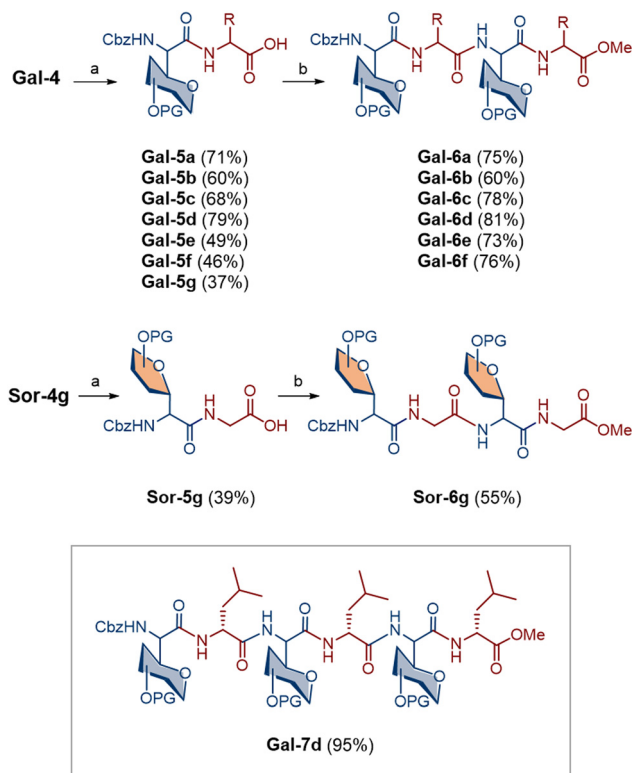 Gal-4
a
CbzHN
O
R
H
N
OH
O
O
OPG
b
CbzHN
O
R
H
N
O
H
N
O
R
H
N
OMe
O
O
OPG
O
OPG
Gal-5a (71%)
Gal-5b (60%)
Gal-5c (68%)
Gal-5d (79%)
Gal-5e (49%)
Gal-5f (46%)
Gal-5g (37%)
Gal-6a (75%)
Gal-6b (60%)
Gal-6c (78%)
Gal-6d (81%)
Gal-6e (73%)
Gal-6f (76%)
Sor-4g
a
OPG
O
CbzHN
O
H
N
O
OH
b
OPG
O
CbzHN
O
H
N
O
N
H
OPG
O
O
H
N
O
OMe
Sor-5g (39%)
Sor-6g (55%)
CbzHN
O
H
N
O
H
N
O
H
N
O
H
N
O
H
N
O
OMe
O
OPG
O
OPG
O
OPG
Gal-7d (95%)